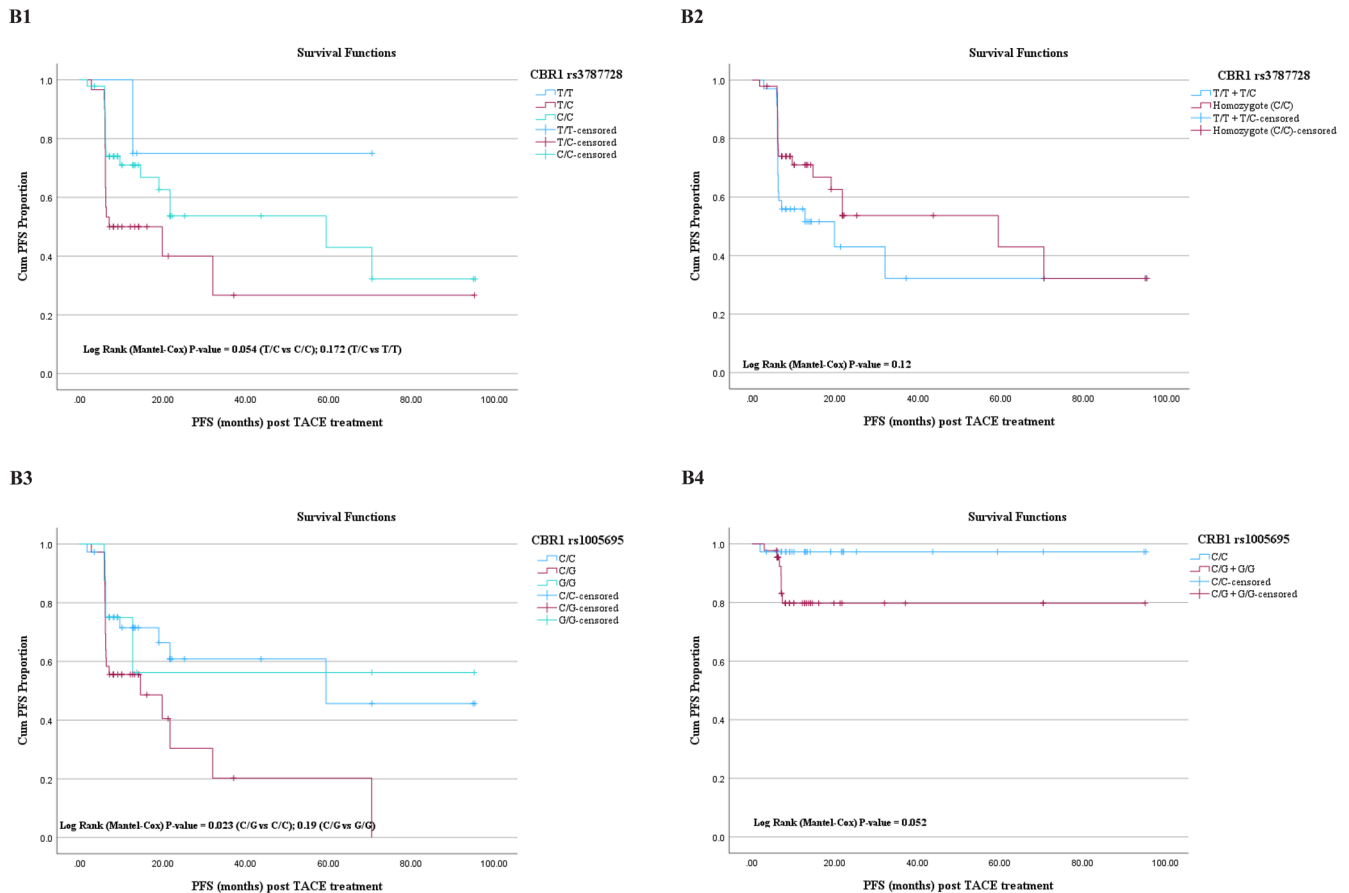 B1
Survival Functions
CBR1 rs3787728
T/T
T/C
C/C
T/T-censored
T/C-censored
C/C-censored
Cum PFS Proportion
1.0
0.8
0.6
0.4
0.2
0.0
Log Rank (Mantel-Cox) P-value = 0.054 (T/C vs C/C); 0.172 (T/C vs T/T)
.00 20.00 40.00 60.00 80.00 100.00
PFS (months) post TACE treatment
B2
Survival Functions
CBR1 rs3787728
T/T + T/C
Homozygote (C/C)
T/T + T/C-censored
Homozygote (C/C)-censored
Cum PFS Proportion
1.0
0.8
0.6
0.4
0.2
0.0
Log Rank (Mantel-Cox) P-value = 0.12
.00 20.00 40.00 60.00 80.00 100.00
PFS (months) post TACE treatment
B3
Survival Functions
CBR1 rs1005695
C/C
C/G
G/G
C/C-censored
C/G-censored
G/G-censored
Cum PFS Proportion
1.0
0.8
0.6
0.4
0.2
0.0
Log Rank (Mantel-Cox) P-value = 0.023 (C/G vs C/C); 0.19 (C/G vs G/G)
.00 20.00 40.00 60.00 80.00 100.00
PFS (months) post TACE treatment
B4
Survival Functions
CRB1 rs1005695
C/C
C/G + G/G
C/C-censored
C/G + G/G-censored
Cum PFS Proportion
1.0
0.8
0.6
0.4
0.2
0.0
Log Rank (Mantel-Cox) P-value = 0.052
.00 20.00 40.00 60.00 80.00 100.00
PFS (months) post TACE treatment